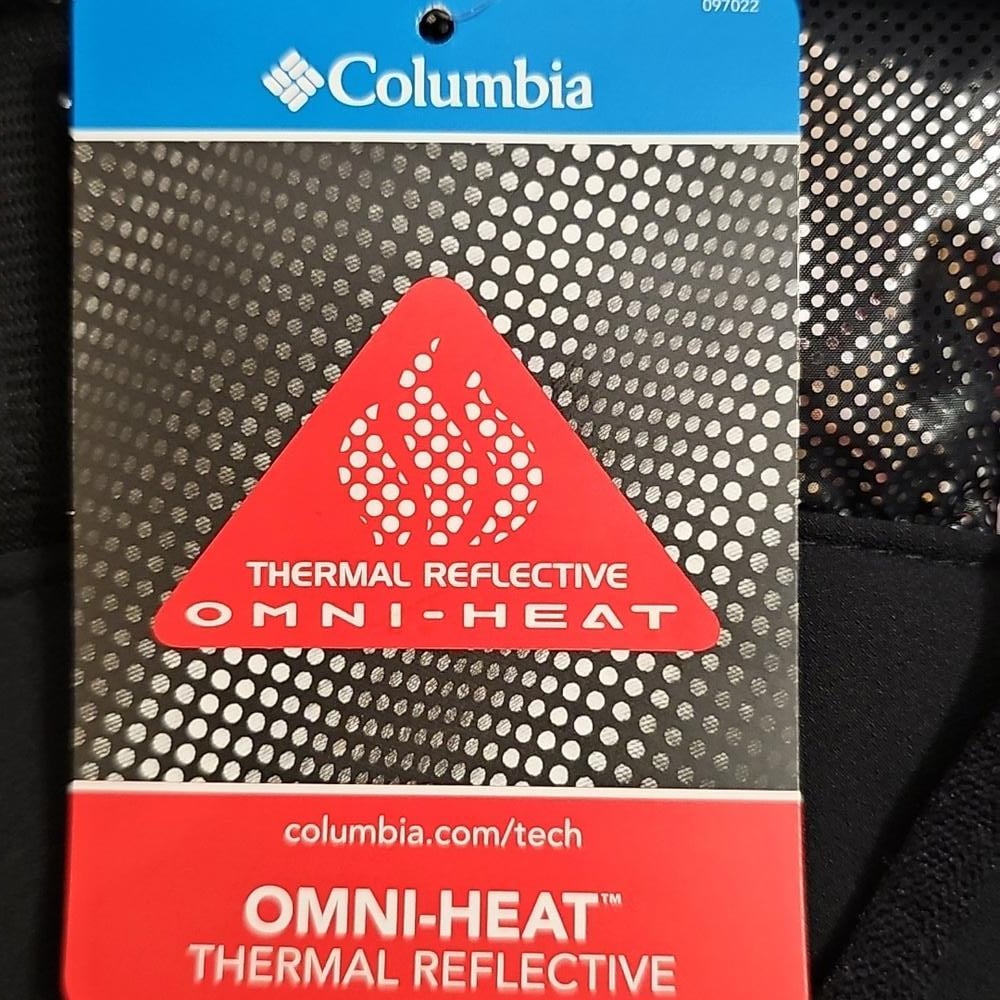 097022
Columbia
THERMAL REFLECTIVE
OMNI-HEAT
columbia.com/tech
OMNI-HEAT™
THERMAL REFLECTIVE